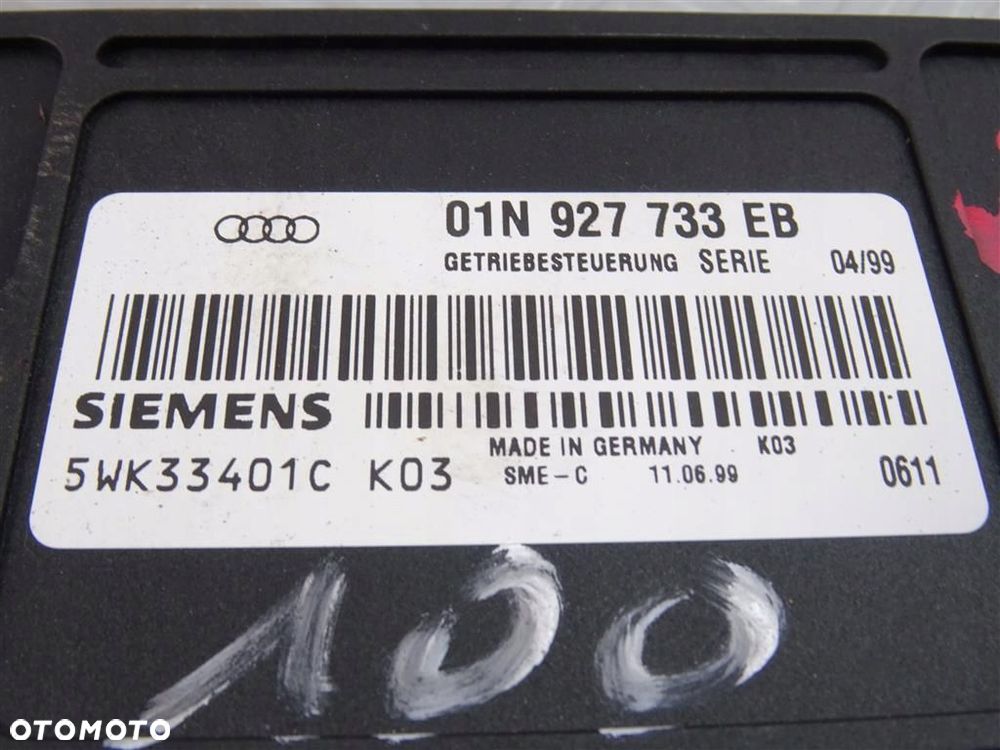 01N 927 733 EB
GETRIEBESTEUERUNG SERIE 04/99
SIEMENS
MADE IN GERMANY K03
5WK33401C K03 SME-C 11.06.99 0611
100
OTOMOTO